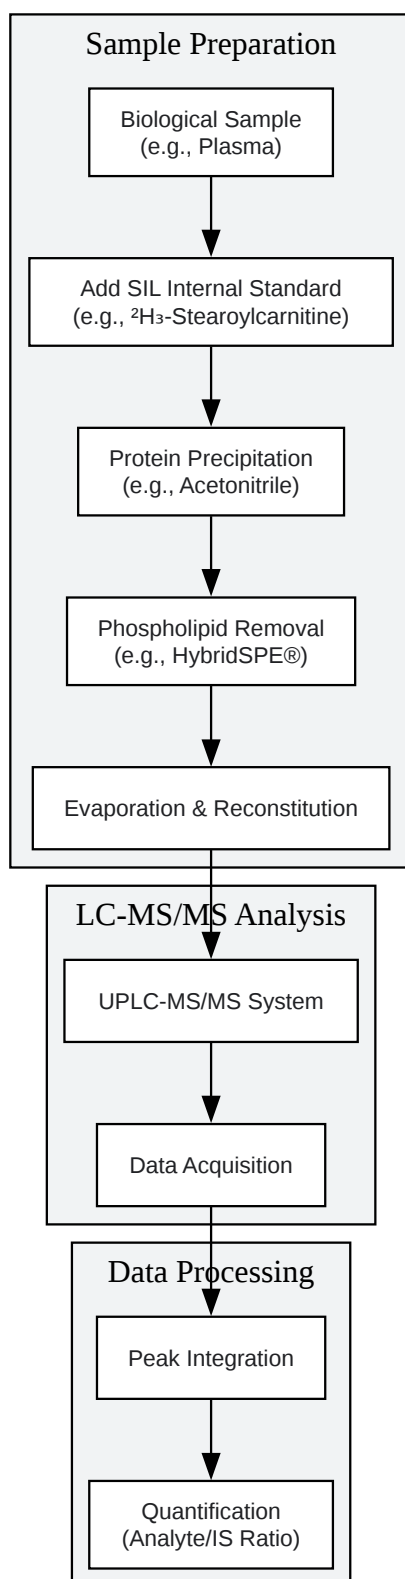 Sample Preparation
Biological Sample
(e.g., Plasma)
Add SIL Internal Standard
(e.g., ²H₃-Stearoylcarnitine)
Protein Precipitation
(e.g., Acetonitrile)
Phospholipid Removal
(e.g., HybridSPE®)
Evaporation & Reconstitution
LC-MS/MS Analysis
UPLC-MS/MS System
Data Acquisition
Data Processing
Peak Integration
Quantification
(Analyte/IS Ratio)